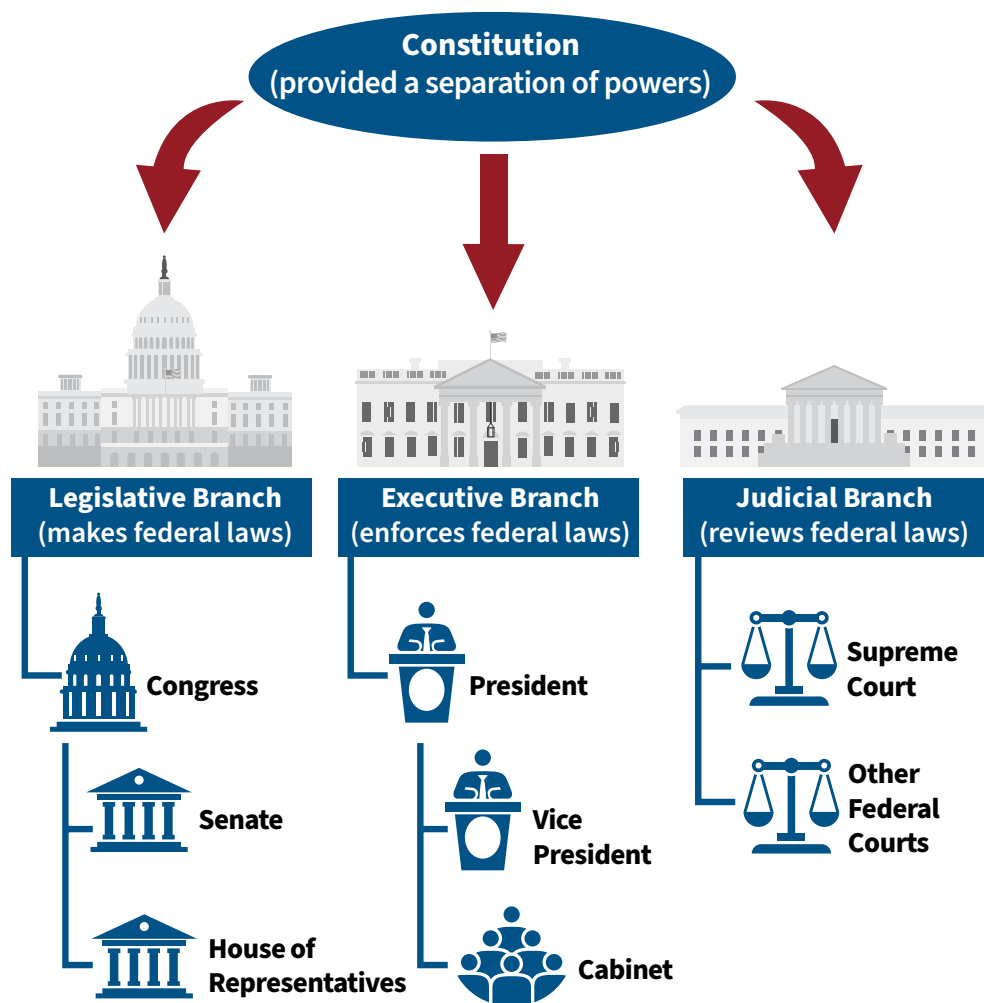 Constitution
(provided a separation of powers)
Legislative Branch
(makes federal laws)
Congress
Senate
House of
Representatives
Executive Branch
(enforces federal laws)
President
Vice
President
Cabinet
Judicial Branch
(reviews federal laws)
Supreme
Court
Other
Federal
Courts